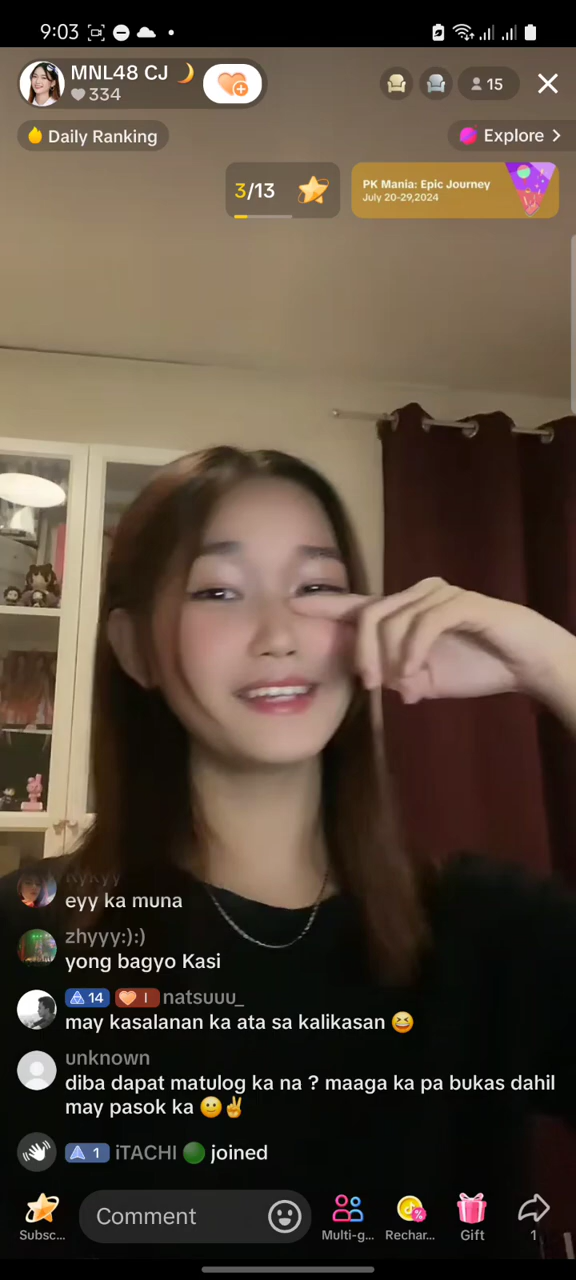 9:03
MNL48 CJ 🌙
334
15
Daily Ranking
Explore >
3/13
PK Mania: Epic Journey
July 20-29,2024
KyKyy
eyy ka muna
zhyyy:):)
yong bagyo Kasi
14 I natsuuu_
may kasalanan ka ata sa kalikasan 😆
unknown
diba dapat matulog ka na ? maaga ka pa bukas dahil
may pasok ka 🙂✌️
1 iTACHI 🟢 joined
Comment
Subsc... Multi-g... Rechar... Gift 1